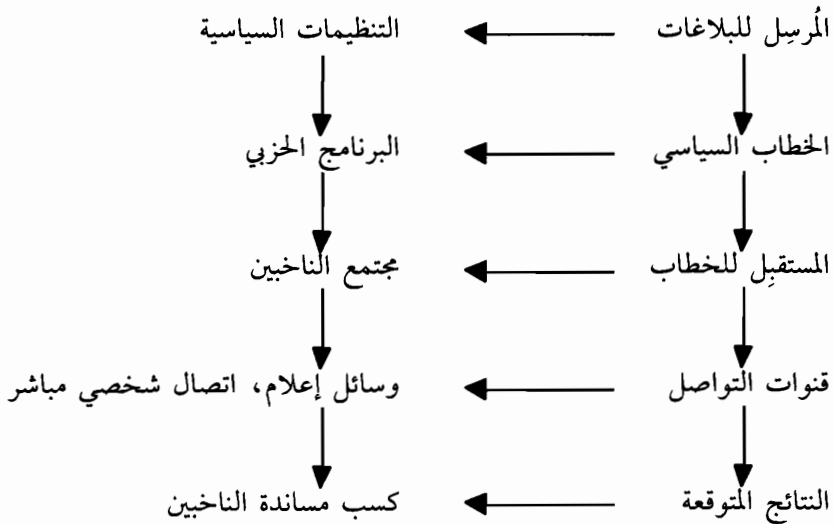 المُرسِل للبلاغات التنظيمات السياسية
الخطاب السياسي البرنامج الحزبي
المستقبِل للخطاب مجتمع الناخبين
قنوات التواصل وسائل إعلام، اتصال شخصي مباشر
النتائج المتوقعة كسب مساندة الناخبين